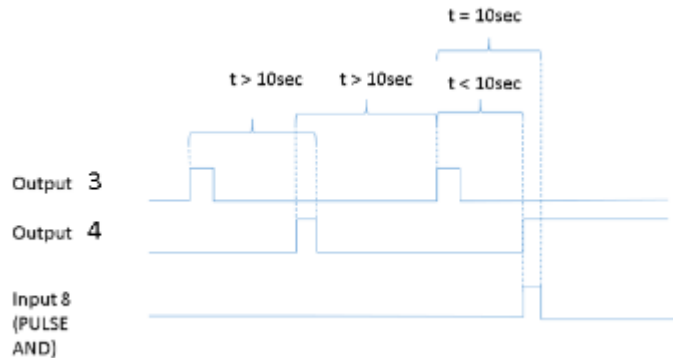 t = 10sec
t > 10sec
t > 10sec
t < 10sec
Output 3
Output 4
Input 8
(PULSE
AND]